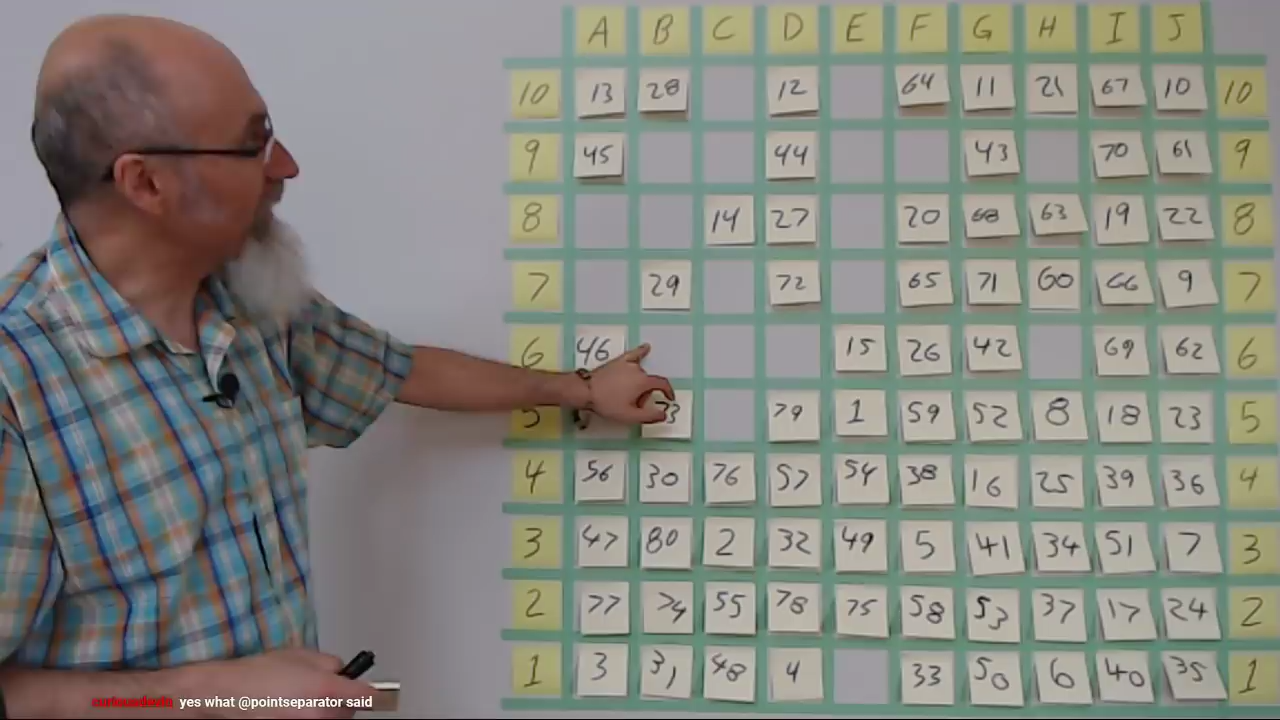 A B C D E F G H I J
10 13 28 12 64 11 21 67 10 10
9 45 44 43 70 61 9
8 14 27 20 68 63 19 22 8
7 29 72 65 71 60 66 9 7
6 46 15 26 42 69 62 6
5 73 79 1 59 52 8 18 23 5
4 56 30 76 57 54 38 16 25 39 36 4
3 47 80 2 32 49 5 41 34 51 7 3
2 77 74 55 78 75 58 53 37 17 24 2
1 3 31 48 4 33 50 6 40 35 1
yes what @pointseparator said